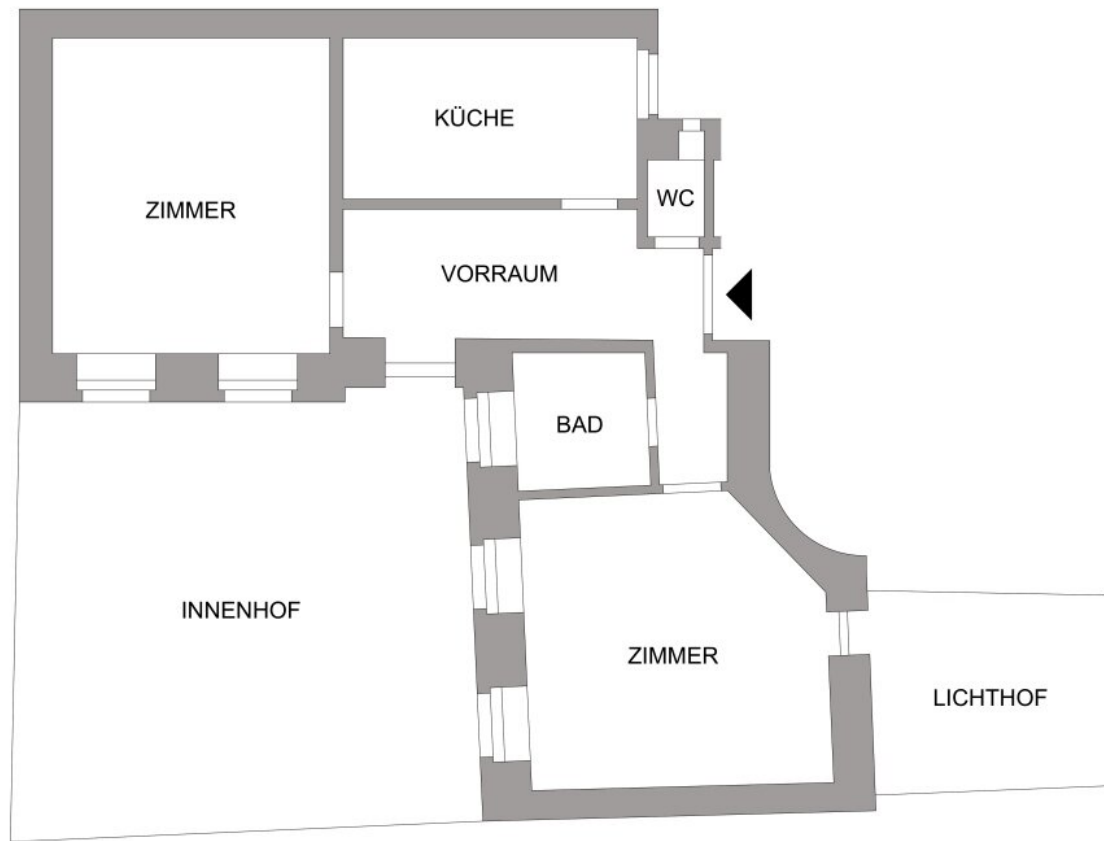 KÜCHE
ZIMMER
WC
VORRAUM
BAD
INNENHOF
ZIMMER
LICHTHOF